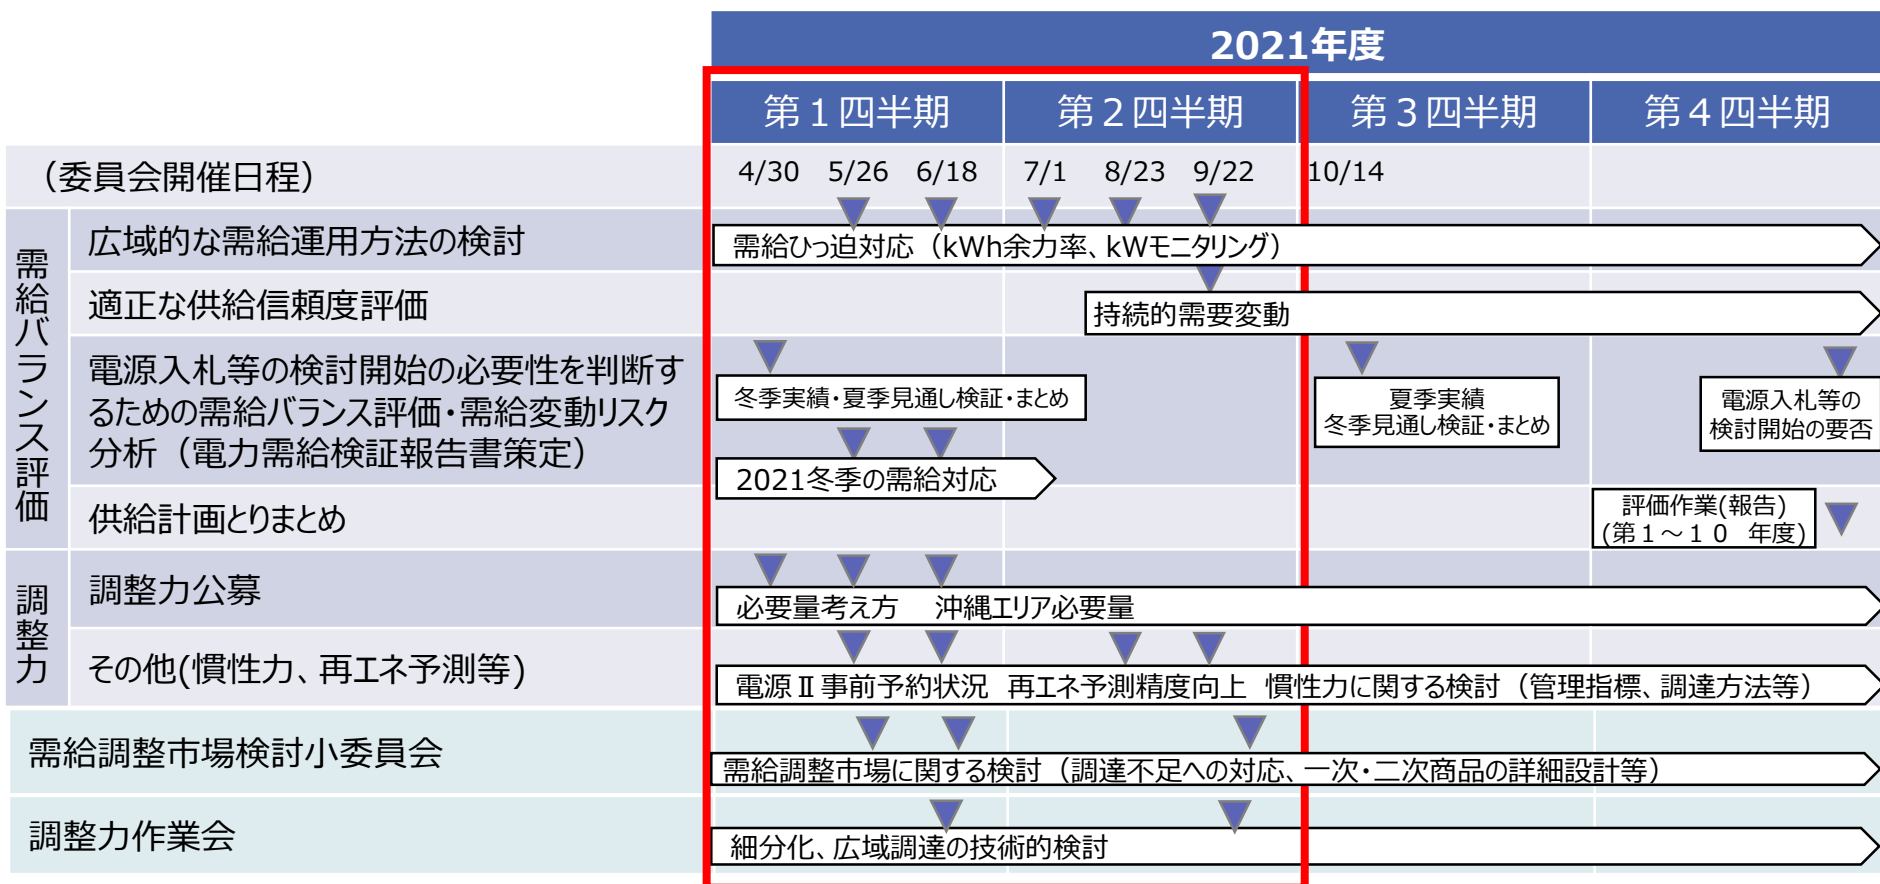 2021年度
第１四半期
第２四半期
第３四半期
第４四半期
（委員会開催日程）
4/30
5/26
6/18
7/1
8/23
9/22
10/14
需給バランス評価
広域的な需給運用方法の検討
需給ひっ迫対応（kWh余力率、kWモニタリング）
適正な供給信頼度評価
持続的需要変動
電源入札等の検討開始の必要性を判断す
るための需給バランス評価・需給変動リスク
分析（電力需給検証報告書策定）
冬季実績・夏季見通し検証・まとめ
2021冬季の需給対応
夏季実績
冬季見通し検証・まとめ
電源入札等の
検討開始の要否
供給計画とりまとめ
評価作業(報告)
(第１～１０　年度)
調整力
調整力公募
必要量考え方　沖縄エリア必要量
その他(慣性力、再エネ予測等)
電源Ⅱ事前予約状況　再エネ予測精度向上　慣性力に関する検討（管理指標、調達方法等）
需給調整市場検討小委員会
需給調整市場に関する検討（調達不足への対応、一次・二次商品の詳細設計等）
調整力作業会
細分化、広域調達の技術的検討